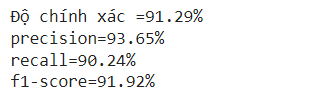 Độ chính xác =91.29%
precision=93.65%
recall=90.24%
f1-score=91.92%